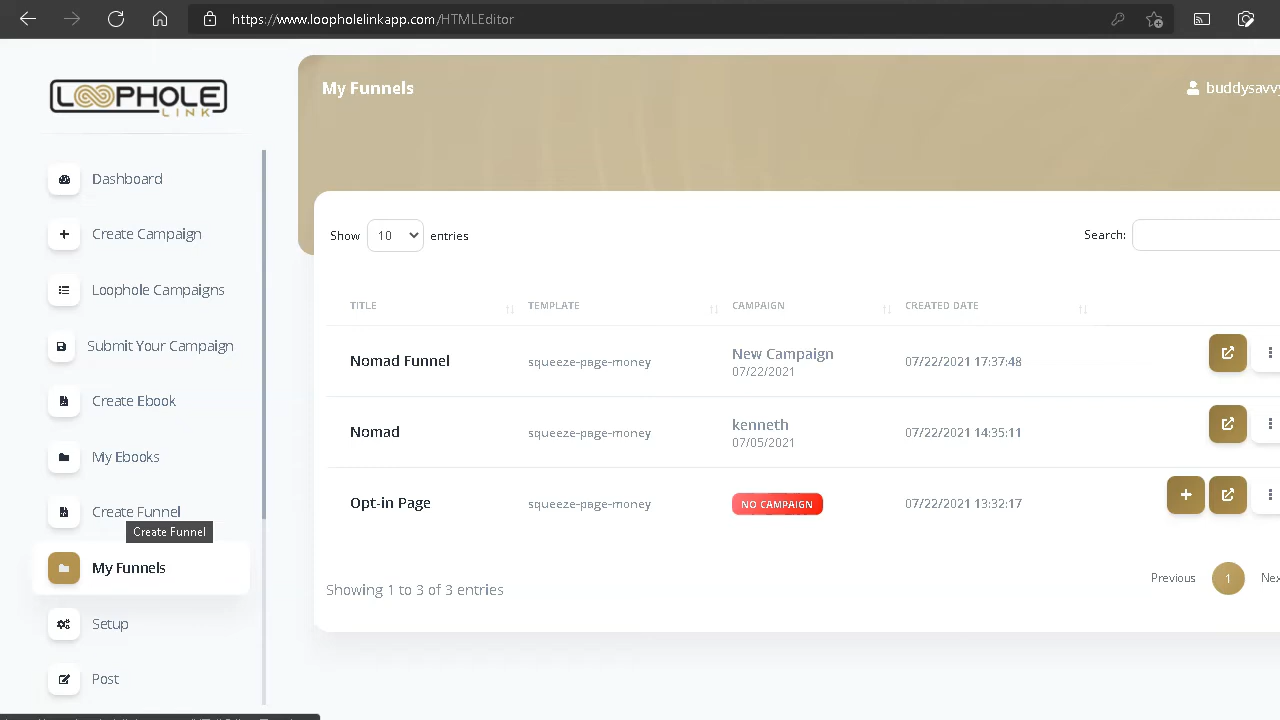 https://www.loopholelinkapp.com/HTMLEditor
LOOPHOLE
LINK
My Funnels
buddysavvy
Dashboard
Create Campaign
Loophole Campaigns
Submit Your Campaign
Create Ebook
My Ebooks
Create Funnel
Create Funnel
My Funnels
Setup
Post
Show 10 entries
Search:
TITLE TEMPLATE CAMPAIGN CREATED DATE
Nomad Funnel squeeze-page-money New Campaign 07/22/2021 17:37:48
07/22/2021
Nomad squeeze-page-money kenneth 07/22/2021 14:35:11
07/05/2021
Opt-in Page squeeze-page-money NO CAMPAIGN 07/22/2021 13:32:17
Showing 1 to 3 of 3 entries
Previous 1 Nex